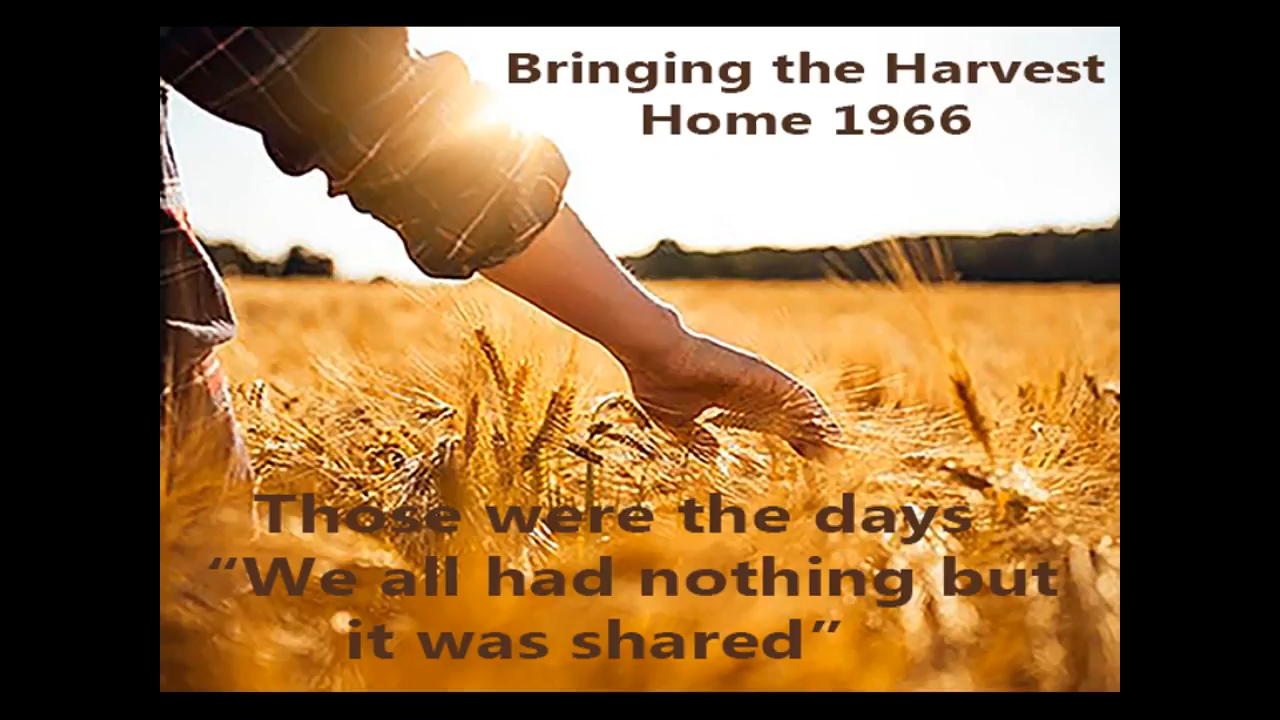 Bringing the Harvest
Home 1966
Those were the days
“We all had nothing but
it was shared”